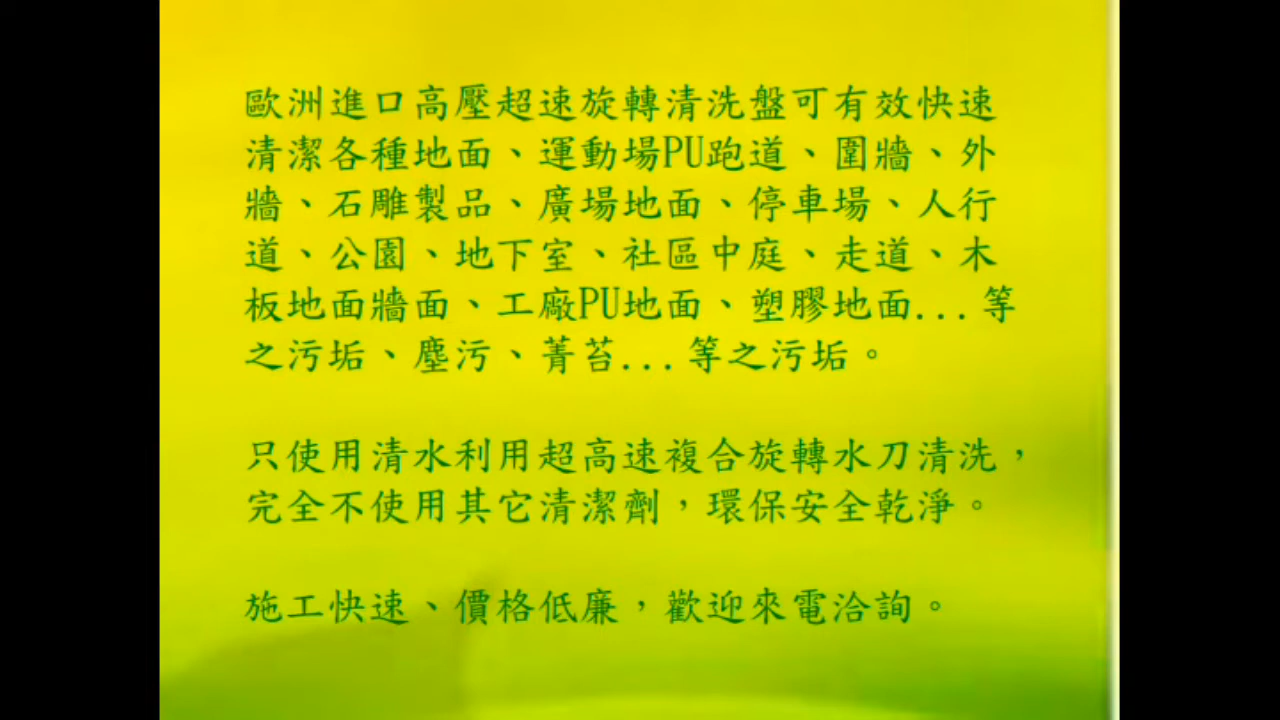 歐洲進口高壓超速旋轉清洗盤可有效快速
清潔各種地面、運動場PU跑道、圍牆、外
牆、石雕製品、廣場地面、停車場、人行
道、公園、地下室、社區中庭、走道、木
板地面牆面、工廠PU地面、塑膠地面...等
之污垢、塵污、菁苔...等之污垢。
只使用清水利用超高速複合旋轉水刀清洗，
完全不使用其它清潔劑，環保安全乾淨。
施工快速、價格低廉，歡迎來電洽詢。